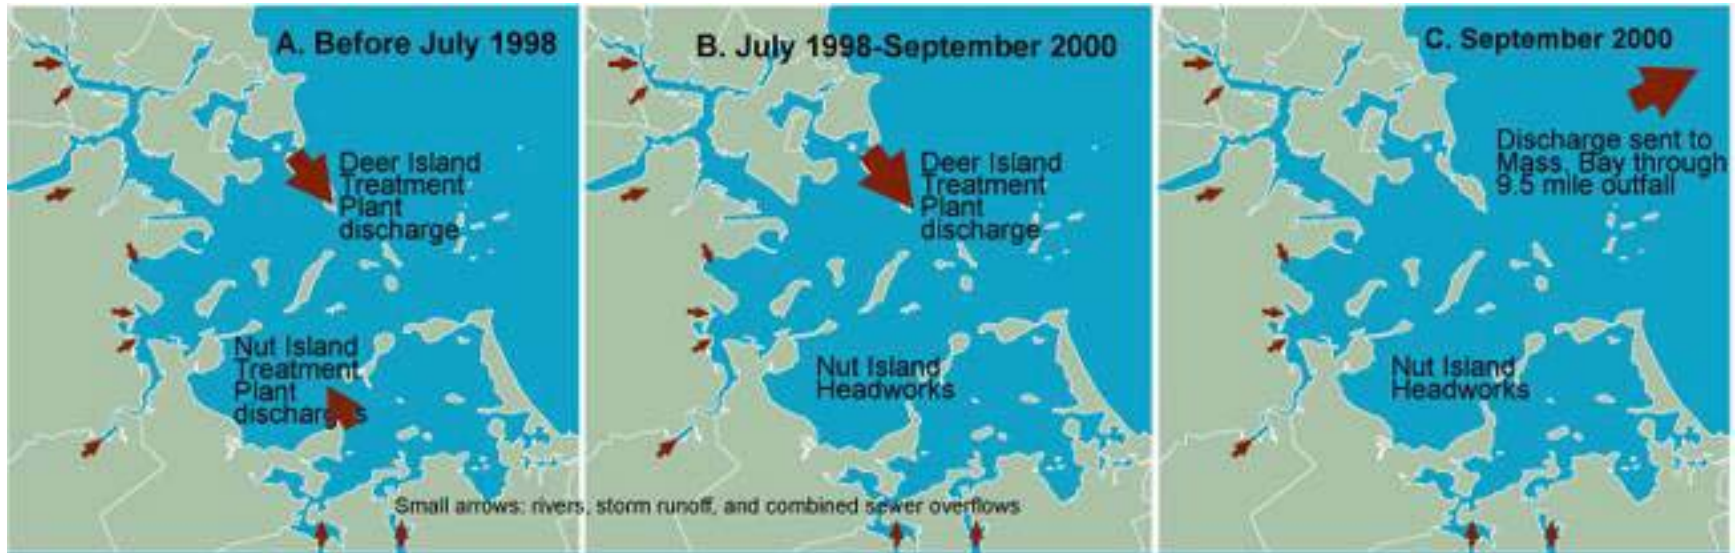 A. Before July 1998
Deer Island
Treatment
Plant
discharge
Nut Island
Treatment
Plant
discharges
B. July 1998-September 2000
Deer Island
Treatment
Plant
discharge
Nut Island
Headworks
C. September 2000
Discharge sent to
Mass. Bay through
9.5 mile outfall
Nut Island
Headworks
Small arrows: rivers, storm runoff, and combined sewer overflows